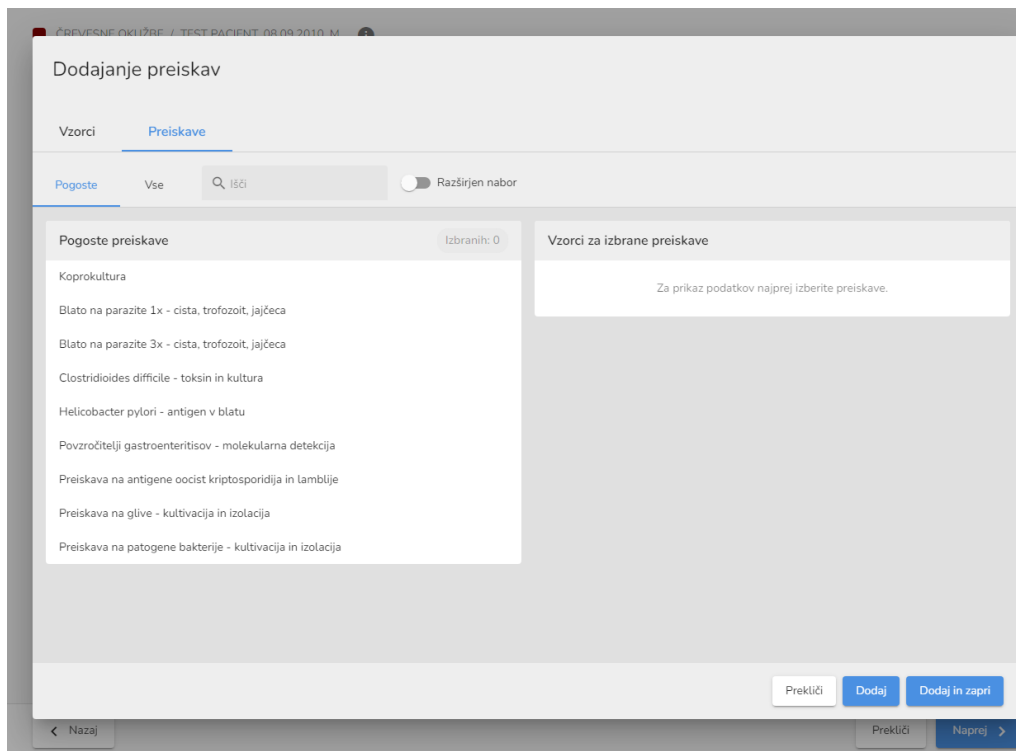 ČREVESNE OKUŽBE / TEST PACIENT, 08.09.2010, M
Dodajanje preiskav
Vzorci Preiskave
Pogoste Vse Išči Razširjen nabor
Pogoste preiskave Izbranih: 0
Koprokultura
Blato na parazite 1x - cista, trofozoit, jajčeca
Blato na parazite 3x - cista, trofozoit, jajčeca
Clostridioides difficile - toksin in kultura
Helicobacter pylori - antigen v blatu
Povzročitelji gastroenteritisov - molekularna detekcija
Preiskava na antigene oocist kriptosporidija in lamblije
Preiskava na glive - kultivacija in izolacija
Preiskava na patogene bakterije - kultivacija in izolacija
Vzorci za izbrane preiskave
Za prikaz podatkov najprej izberite preiskave.
Prekliči Dodaj Dodaj in zapri
Nazaj Prekliči Naprej